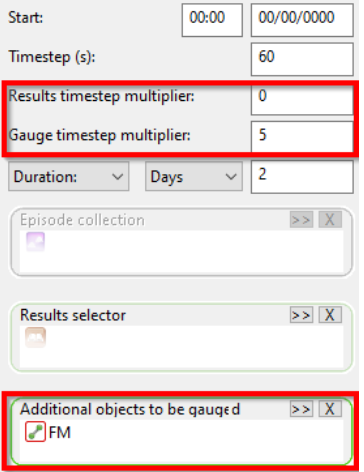 Start: 00:00 00/00/0000
Timestep (s): 60
Results timestep multiplier: 0
Gauge timestep multiplier: 5
Duration: Days 2
Episode collection >> X
Results selector >> X
Additional objects to be gauged >> X
FM